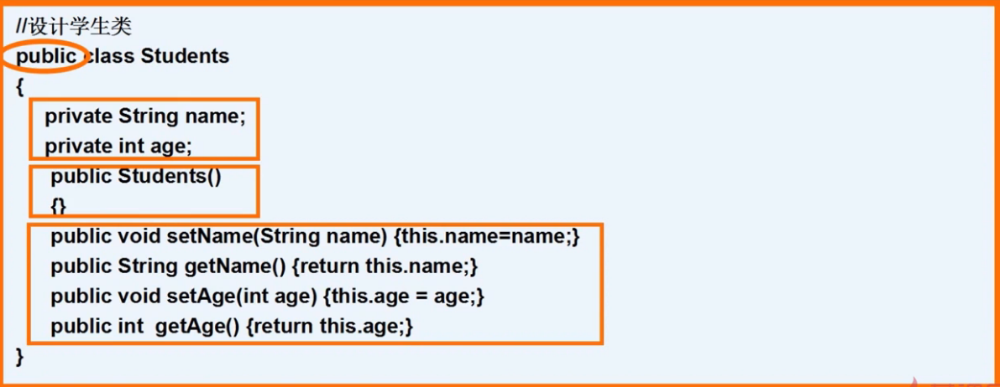 //设计学生类
public class Students
{
private String name;
private int age;
public Students()
{}
public void setName(String name) {this.name=name;}
public String getName() {return this.name;}
public void setAge(int age) {this.age = age;}
public int  getAge() {return this.age;}
}